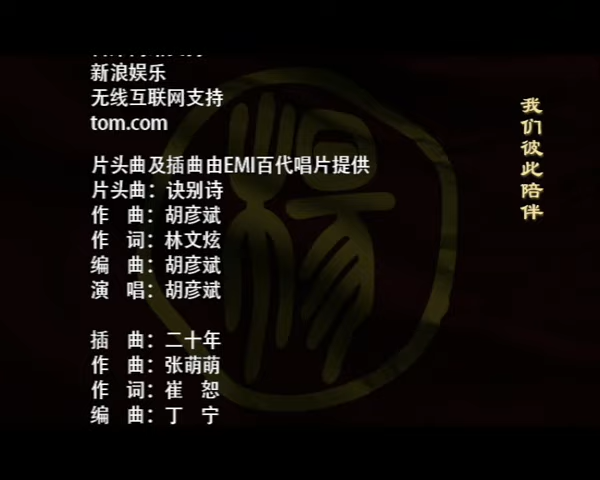 新浪娱乐
无线互联网支持
tom.com
片头曲及插曲由EMI百代唱片提供
片头曲：诀别诗
作 曲：胡彦斌
作 词：林文炫
编 曲：胡彦斌
演 唱：胡彦斌
插 曲：二十年
作 曲：张萌萌
作 词：崔 恕
编 曲：丁 宁
我们彼此陪伴